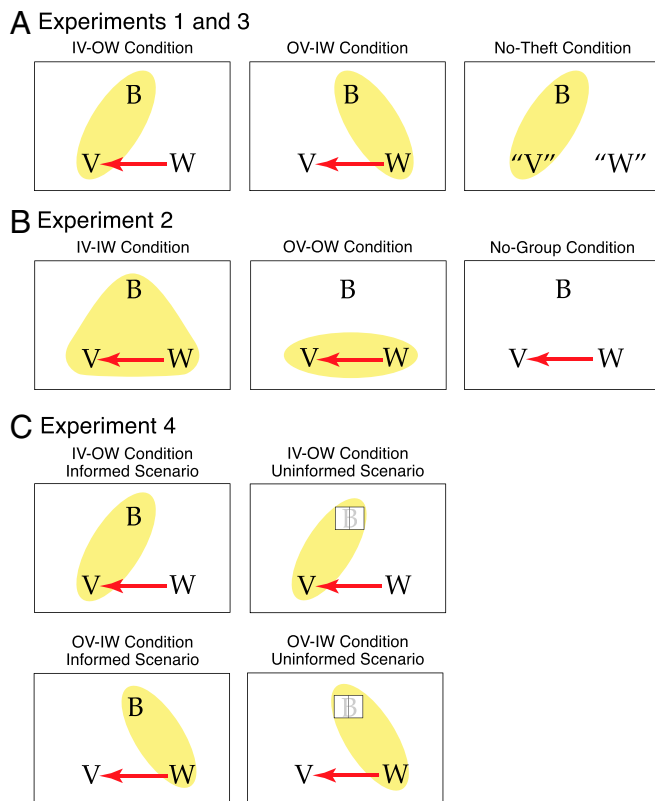 A Experiments 1 and 3
IV-OW Condition
OV-IW Condition
No-Theft Condition
B
B
B
V
W
V
W
“V”
“W”
B Experiment 2
IV-IW Condition
OV-OW Condition
No-Group Condition
B
B
B
V
W
V
W
V
W
C Experiment 4
IV-OW Condition
Informed Scenario
IV-OW Condition
Uninformed Scenario
B
B
V
W
V
W
OV-IW Condition
Informed Scenario
OV-IW Condition
Uninformed Scenario
B
B
V
W
V
W